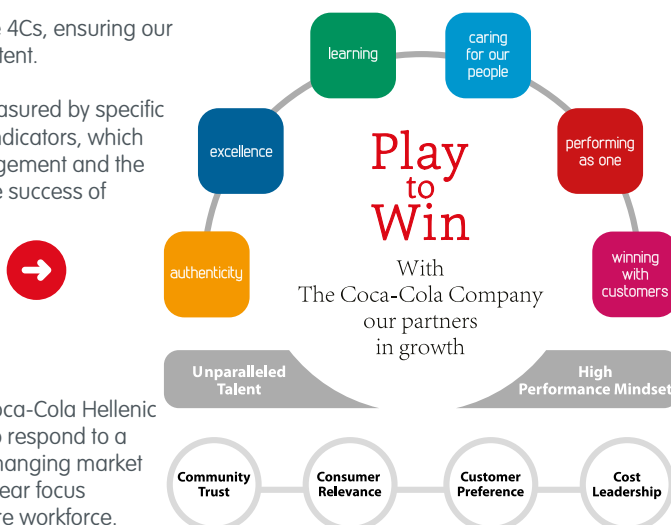 e 4Cs, ensuring our
tent.
asured by specific
ndicators, which
gement and the
e success of
oca-Cola Hellenic
o respond to a
hanging market
ear focus
re workforce.
learning
caring
for our
people
excellence
performing
as one
authenticity
winning
with
customers
Play
to
Win
With
The Coca-Cola Company
our partners
in growth
Unparalleled
Talent
High
Performance Mindset
Community
Trust
Consumer
Relevance
Customer
Preference
Cost
Leadership